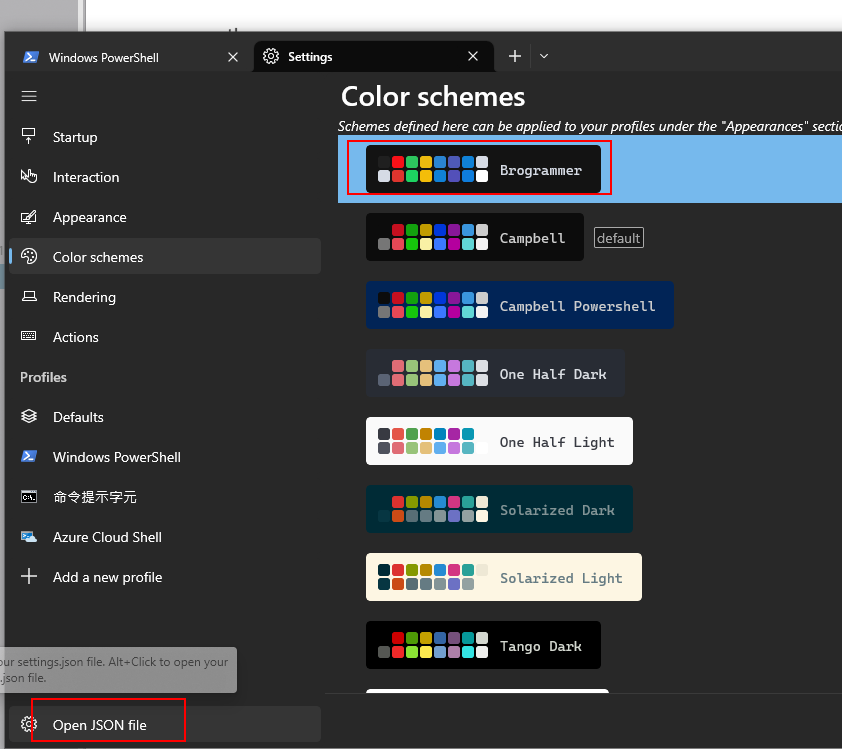 Windows PowerShell
Settings
Color schemes
Schemes defined here can be applied to your profiles under the "Appearances" sectio
Startup
Interaction
Appearance
Color schemes
Rendering
Actions
Profiles
Defaults
Windows PowerShell
命令提示字元
Azure Cloud Shell
Add a new profile
Brogrammer
Campbell default
Campbell Powershell
One Half Dark
One Half Light
Solarized Dark
Solarized Light
Tango Dark
our settings.json file. Alt+Click to open your
.json file.
Open JSON file